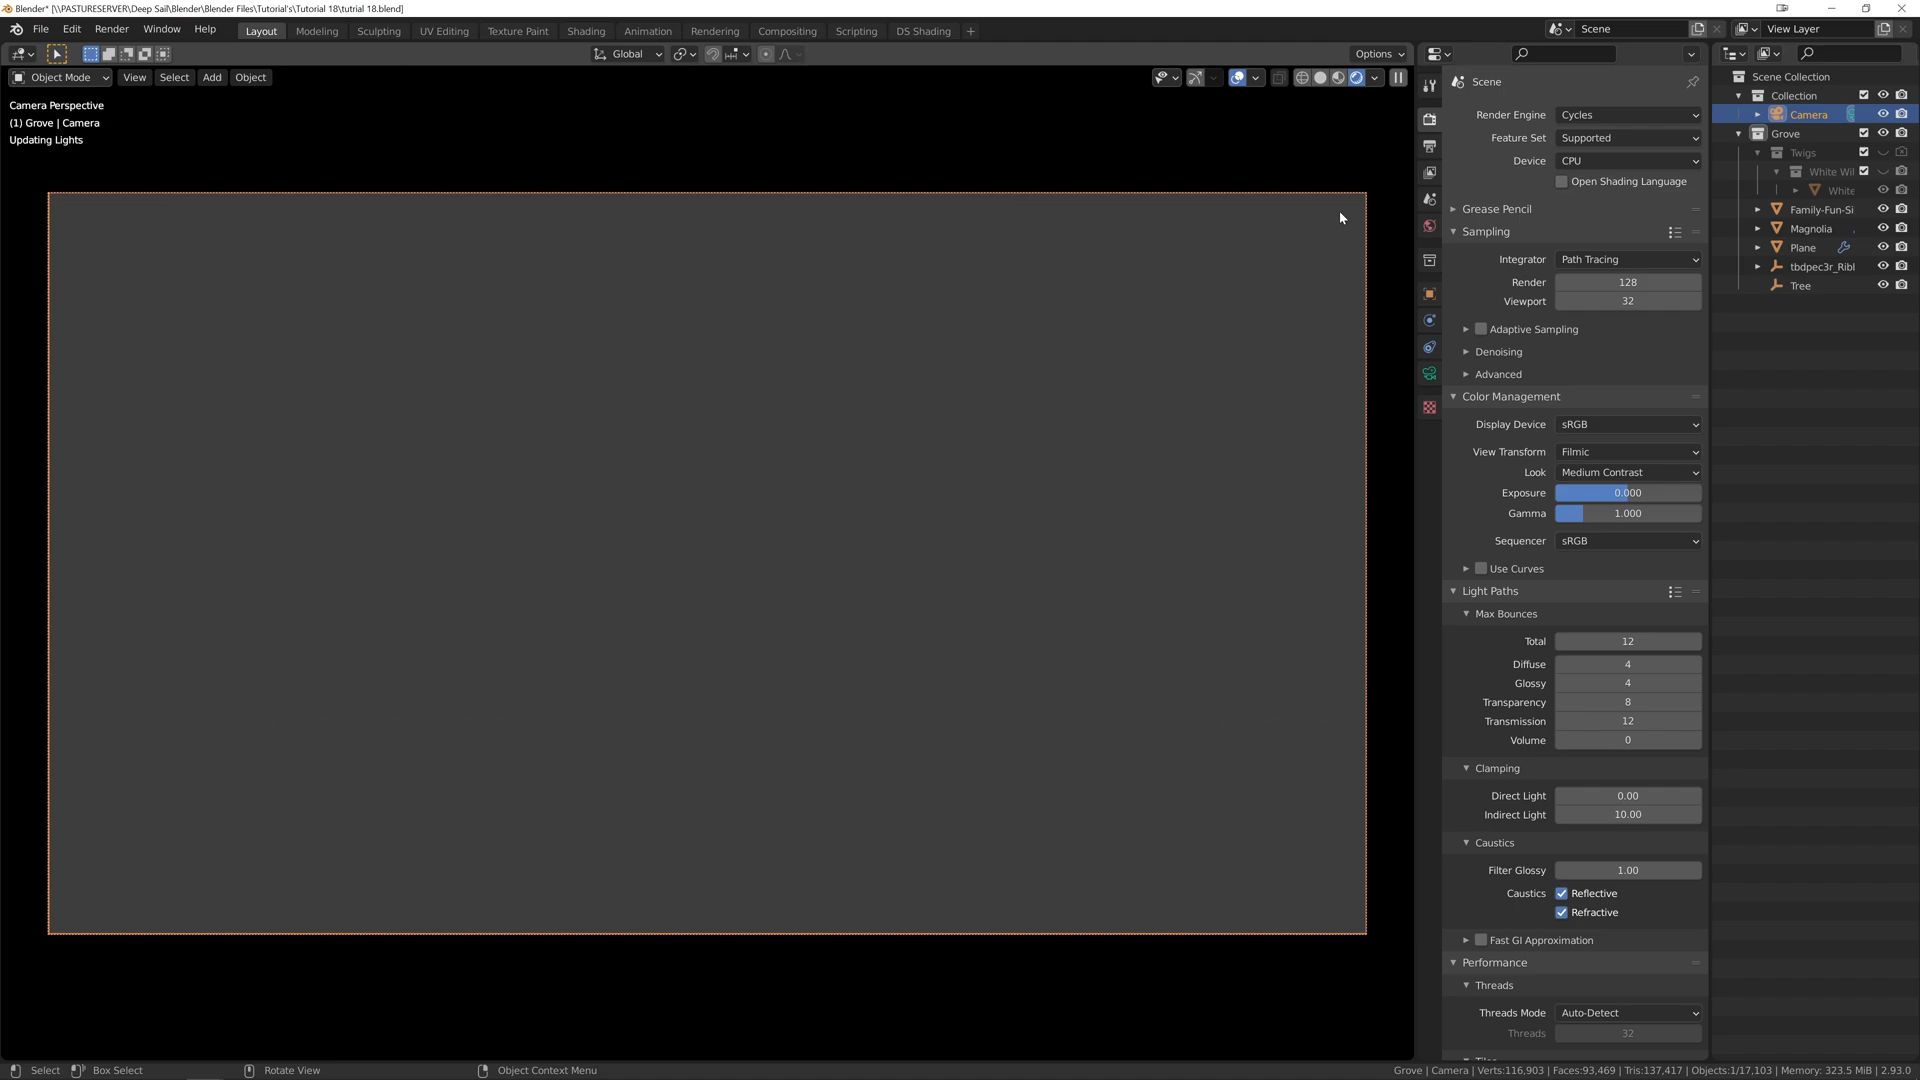 Blender* [\\PASTURESERVER\Deep Sail\Blender\Blender Files\Tutorial's\Tutorial 18\tutrial 18.blend]
File Edit Render Window Help Layout Modeling Sculpting UV Editing Texture Paint Shading Animation Rendering Compositing Scripting DS Shading + Scene View Layer
Global Options
Object Mode View Select Add Object
Camera Perspective
(1) Grove | Camera
Updating Lights
Scene
Render Engine Cycles
Feature Set Supported
Device CPU
Open Shading Language
Grease Pencil
Sampling
Integrator Path Tracing
Render 128
Viewport 32
Adaptive Sampling
Denoising
Advanced
Color Management
Display Device sRGB
View Transform Filmic
Look Medium Contrast
Exposure 0.000
Gamma 1.000
Sequencer sRGB
Use Curves
Light Paths
Max Bounces
Total 12
Diffuse 4
Glossy 4
Transparency 8
Transmission 12
Volume 0
Clamping
Direct Light 0.00
Indirect Light 10.00
Caustics
Filter Glossy 1.00
Caustics Reflective
Refractive
Fast GI Approximation
Performance
Threads
Threads Mode Auto-Detect
Threads 32
Scene Collection
Collection
Camera
Grove
Twigs
White Wil
White
Family-Fun-Si
Magnolia
Plane
tbdpec3r_Ribl
Tree
Select Box Select Rotate View Object Context Menu
Grove | Camera | Verts:116,903 | Faces:93,469 | Tris:137,417 | Objects:1/17,103 | Memory: 323.5 MiB | 2.93.0